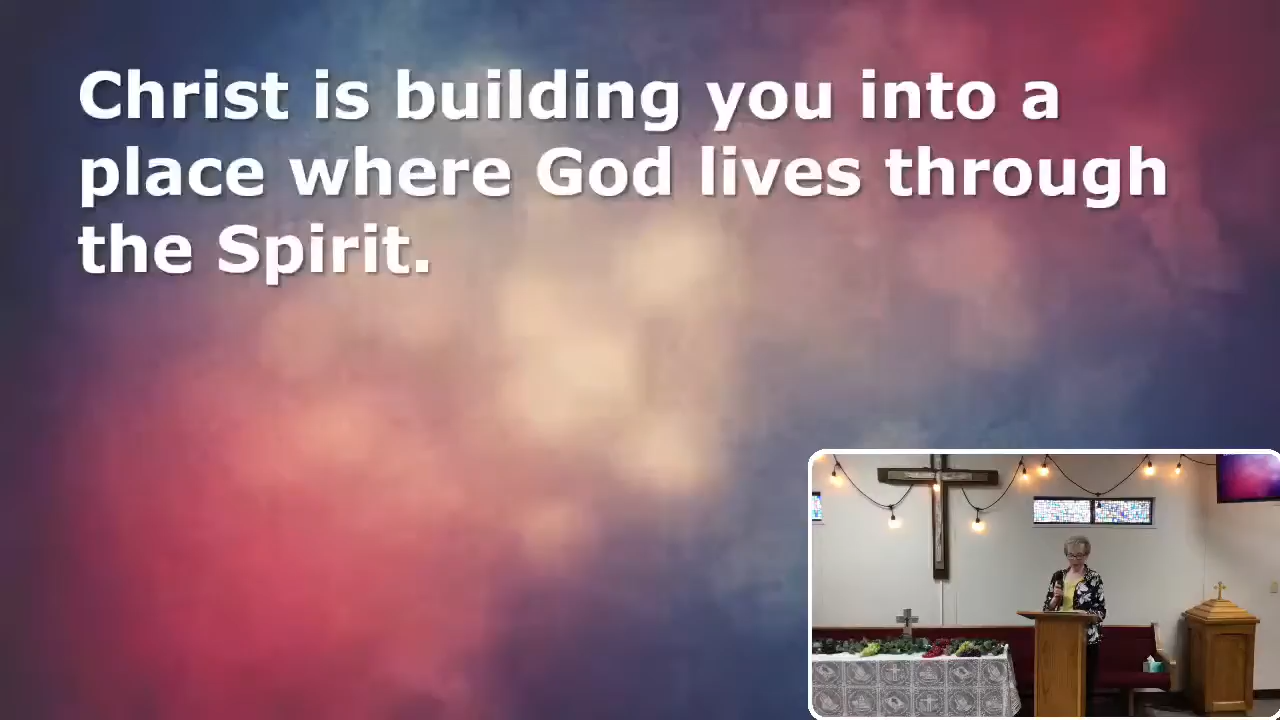 Christ is building you into a
place where God lives through
the Spirit.